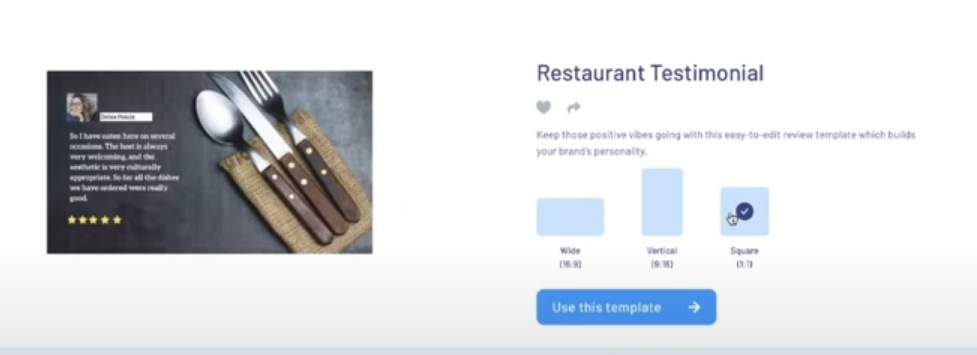 So I have eaten here on several
occasions. The host is always
very welcoming, and the
aesthetic is very culturally
appropriate. So far all the dishes
we have ordered were really
good.
Restaurant Testimonial
Keep those positive vibes going with this easy-to-edit review template which builds
your brand's personality.
Wide
(16:9)
Vertical
(9:16)
Square
(1:1)
Use this template